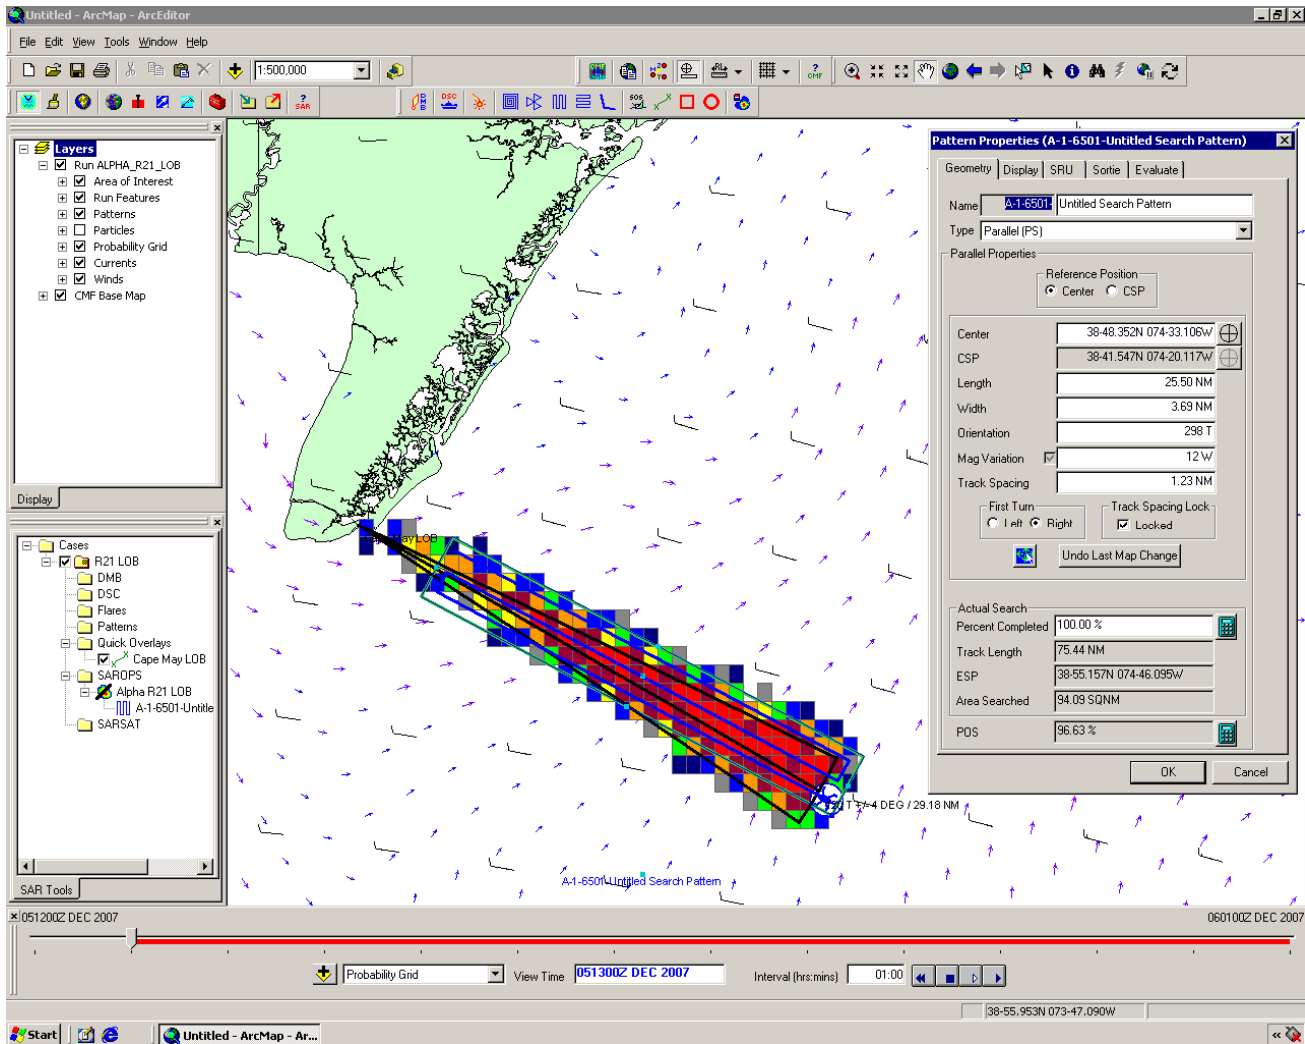 Untitled - ArcMap - ArcEditor
File Edit View Tools Window Help
1:500,000
Layers
Run ALPHA_R21_LOB
Area of Interest
Run Features
Patterns
Particles
Probability Grid
Currents
Winds
CMF Base Map
Display
Cases
R21 LOB
DMB
DSC
Flares
Patterns
Quick Overlays
Cape May LOB
SAROPS
Alpha R21 LOB
A-1-6501-Untitle
SARSAT
SAR Tools
Cape May LOB
+/-4 DEG / 29.18 NM
A-1-6501-Untitled Search Pattern
Pattern Properties (A-1-6501-Untitled Search Pattern)
Geometry Display SRU Sortie Evaluate
Name A-1-6501- Untitled Search Pattern
Type Parallel (PS)
Parallel Properties
Reference Position
Center CSP
Center 38-48.352N 074-33.106W
CSP 38-41.547N 074-20.117W
Length 25.50 NM
Width 3.69 NM
Orientation 298 T
Mag Variation 12 W
Track Spacing 1.23 NM
First Turn Track Spacing Lock
Left Right Locked
Undo Last Map Change
Actual Search
Percent Completed 100.00 %
Track Length 75.44 NM
ESP 38-55.157N 074-46.095W
Area Searched 94.09 SQNM
POS 96.63 %
OK Cancel
051200Z DEC 2007 060100Z DEC 2007
Probability Grid View Time 051300Z DEC 2007 Interval (hrs:mins) 01:00
38-55.953N 073-47.090W
Start Untitled - ArcMap - Ar...